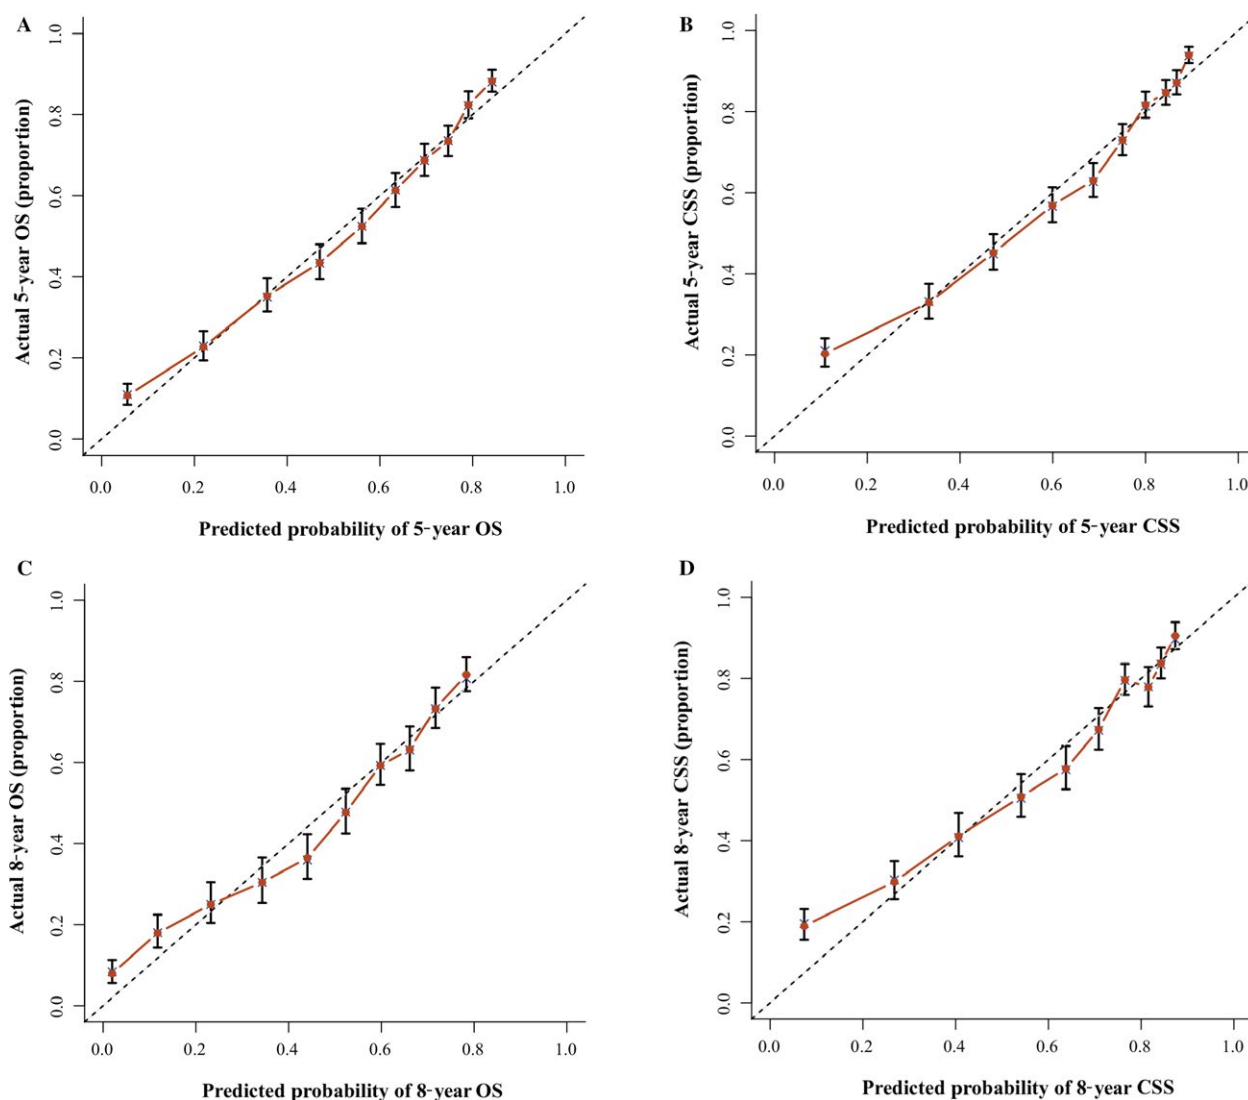 A
Actual 5-year OS (proportion)
1.0
0.8
0.6
0.4
0.2
0.0
0.0 0.2 0.4 0.6 0.8 1.0
Predicted probability of 5-year OS
B
Actual 5-year CSS (proportion)
1.0
0.8
0.6
0.4
0.2
0.0
0.0 0.2 0.4 0.6 0.8 1.0
Predicted probability of 5-year CSS
C
Actual 8-year OS (proportion)
1.0
0.8
0.6
0.4
0.2
0.0
0.0 0.2 0.4 0.6 0.8 1.0
Predicted probability of 8-year OS
D
Actual 8-year CSS (proportion)
1.0
0.8
0.6
0.4
0.2
0.0
0.0 0.2 0.4 0.6 0.8 1.0
Predicted probability of 8-year CSS